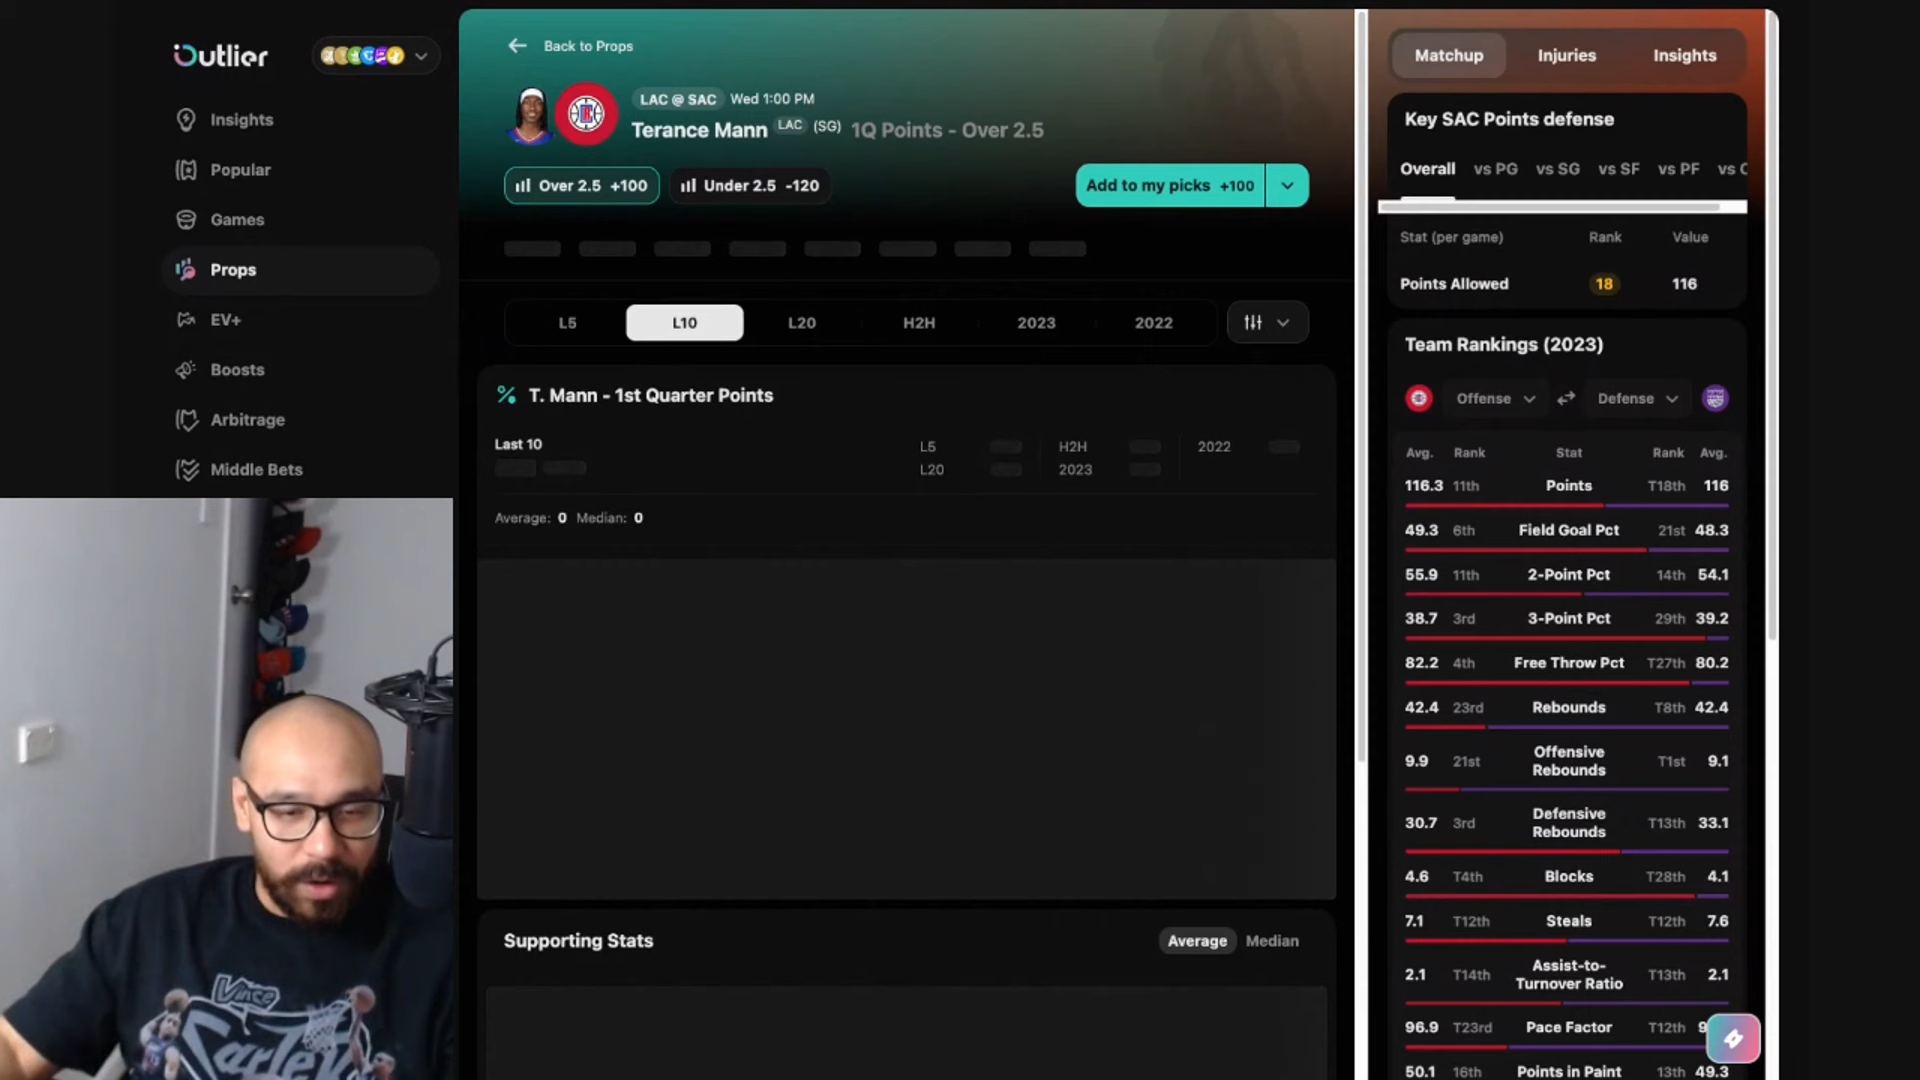 Outlier
Insights
Popular
Games
Props
EV+
Boosts
Arbitrage
Middle Bets
Back to Props
LAC @ SAC Wed 1:00 PM
Terance Mann LAC (SG) 1Q Points - Over 2.5
Over 2.5 +100 Under 2.5 -120
Add to my picks +100
L5 L10 L20 H2H 2023 2022
T. Mann - 1st Quarter Points
Last 10
L5 H2H 2022
L20 2023
Average: 0 Median: 0
Supporting Stats
Average Median
Matchup Injuries Insights
Key SAC Points defense
Overall vs PG vs SG vs SF vs PF vs C
Stat (per game) Rank Value
Points Allowed 18 116
Team Rankings (2023)
Offense Defense
Avg. Rank Stat Rank Avg.
116.3 11th Points T18th 116
49.3 6th Field Goal Pct 21st 48.3
55.9 11th 2-Point Pct 14th 54.1
38.7 3rd 3-Point Pct 29th 39.2
82.2 4th Free Throw Pct T27th 80.2
42.4 23rd Rebounds T8th 42.4
9.9 21st Offensive Rebounds T1st 9.1
30.7 3rd Defensive Rebounds T13th 33.1
4.6 T4th Blocks T28th 4.1
7.1 T12th Steals T12th 7.6
2.1 T14th Assist-to-Turnover Ratio T13th 2.1
96.9 T23rd Pace Factor T12th 9
50.1 16th Points in Paint 13th 49.3
Vince
Carter